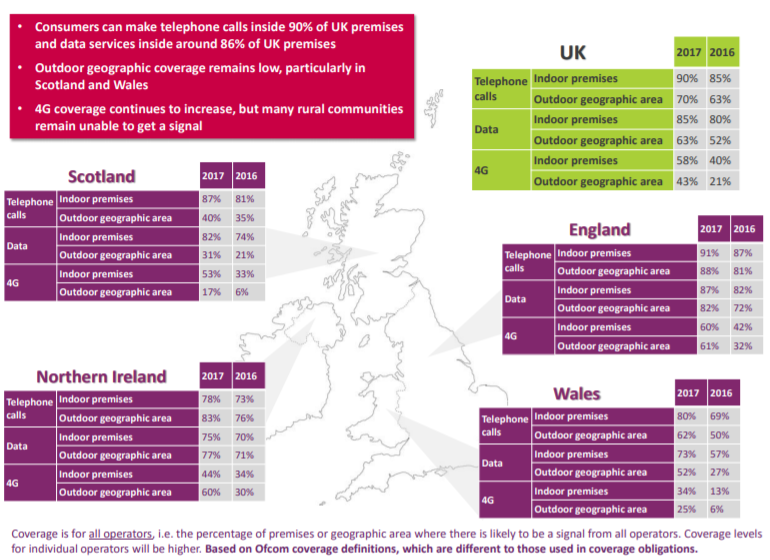 • Consumers can make telephone calls inside 90% of UK premises
and data services inside around 86% of UK premises
• Outdoor geographic coverage remains low, particularly in
Scotland and Wales
• 4G coverage continues to increase, but many rural communities
remain unable to get a signal
UK 2017 2016
Telephone calls Indoor premises 90% 85%
Outdoor geographic area 70% 63%
Data Indoor premises 85% 80%
Outdoor geographic area 63% 52%
4G Indoor premises 58% 40%
Outdoor geographic area 43% 21%
Scotland 2017 2016
Telephone calls Indoor premises 87% 81%
Outdoor geographic area 40% 35%
Data Indoor premises 82% 74%
Outdoor geographic area 31% 21%
4G Indoor premises 53% 33%
Outdoor geographic area 17% 6%
England 2017 2016
Telephone calls Indoor premises 91% 87%
Outdoor geographic area 88% 81%
Data Indoor premises 87% 82%
Outdoor geographic area 82% 72%
4G Indoor premises 60% 42%
Outdoor geographic area 61% 32%
Northern Ireland 2017 2016
Telephone calls Indoor premises 78% 73%
Outdoor geographic area 83% 76%
Data Indoor premises 75% 70%
Outdoor geographic area 77% 71%
4G Indoor premises 44% 34%
Outdoor geographic area 60% 30%
Wales 2017 2016
Telephone calls Indoor premises 80% 69%
Outdoor geographic area 62% 50%
Data Indoor premises 73% 57%
Outdoor geographic area 52% 27%
4G Indoor premises 34% 13%
Outdoor geographic area 25% 6%
Coverage is for all operators, i.e. the percentage of premises or geographic area where there is likely to be a signal from all operators. Coverage levels
for individual operators will be higher. Based on Ofcom coverage definitions, which are different to those used in coverage obligations.